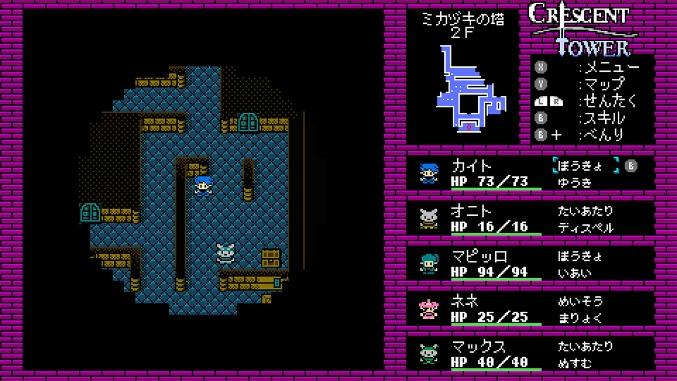 ミカヅキの塔
2F
CRESCENT
TOWER
X :メニュー
Y :マップ
L R :せんたく
B :スキル
B + :べんり
カイト
HP 73/73
ぼうきょ B
ゆうき
オニト
HP 16/16
たいあたり
ディスペル
マピッロ
HP 94/94
ぼうきょ
いあい
ネネ
HP 25/25
めいそう
まりょく
マックス
HP 40/40
たいあたり
ぬすむ